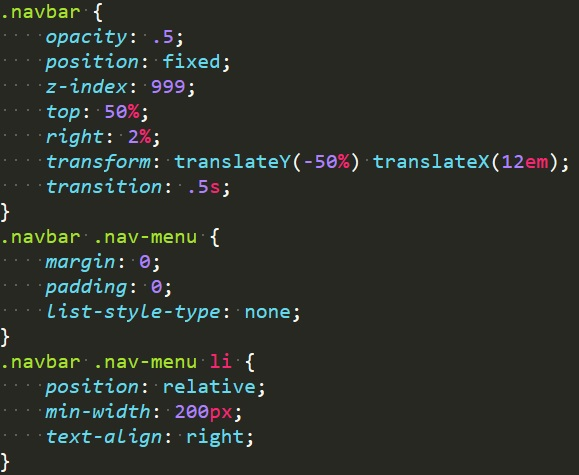 .navbar {
    opacity: .5;
    position: fixed;
    z-index: 999;
    top: 50%;
    right: 2%;
    transform: translateY(-50%) translateX(12em);
    transition: .5s;
}
.navbar .nav-menu {
    margin: 0;
    padding: 0;
    list-style-type: none;
}
.navbar .nav-menu li {
    position: relative;
    min-width: 200px;
    text-align: right;
}